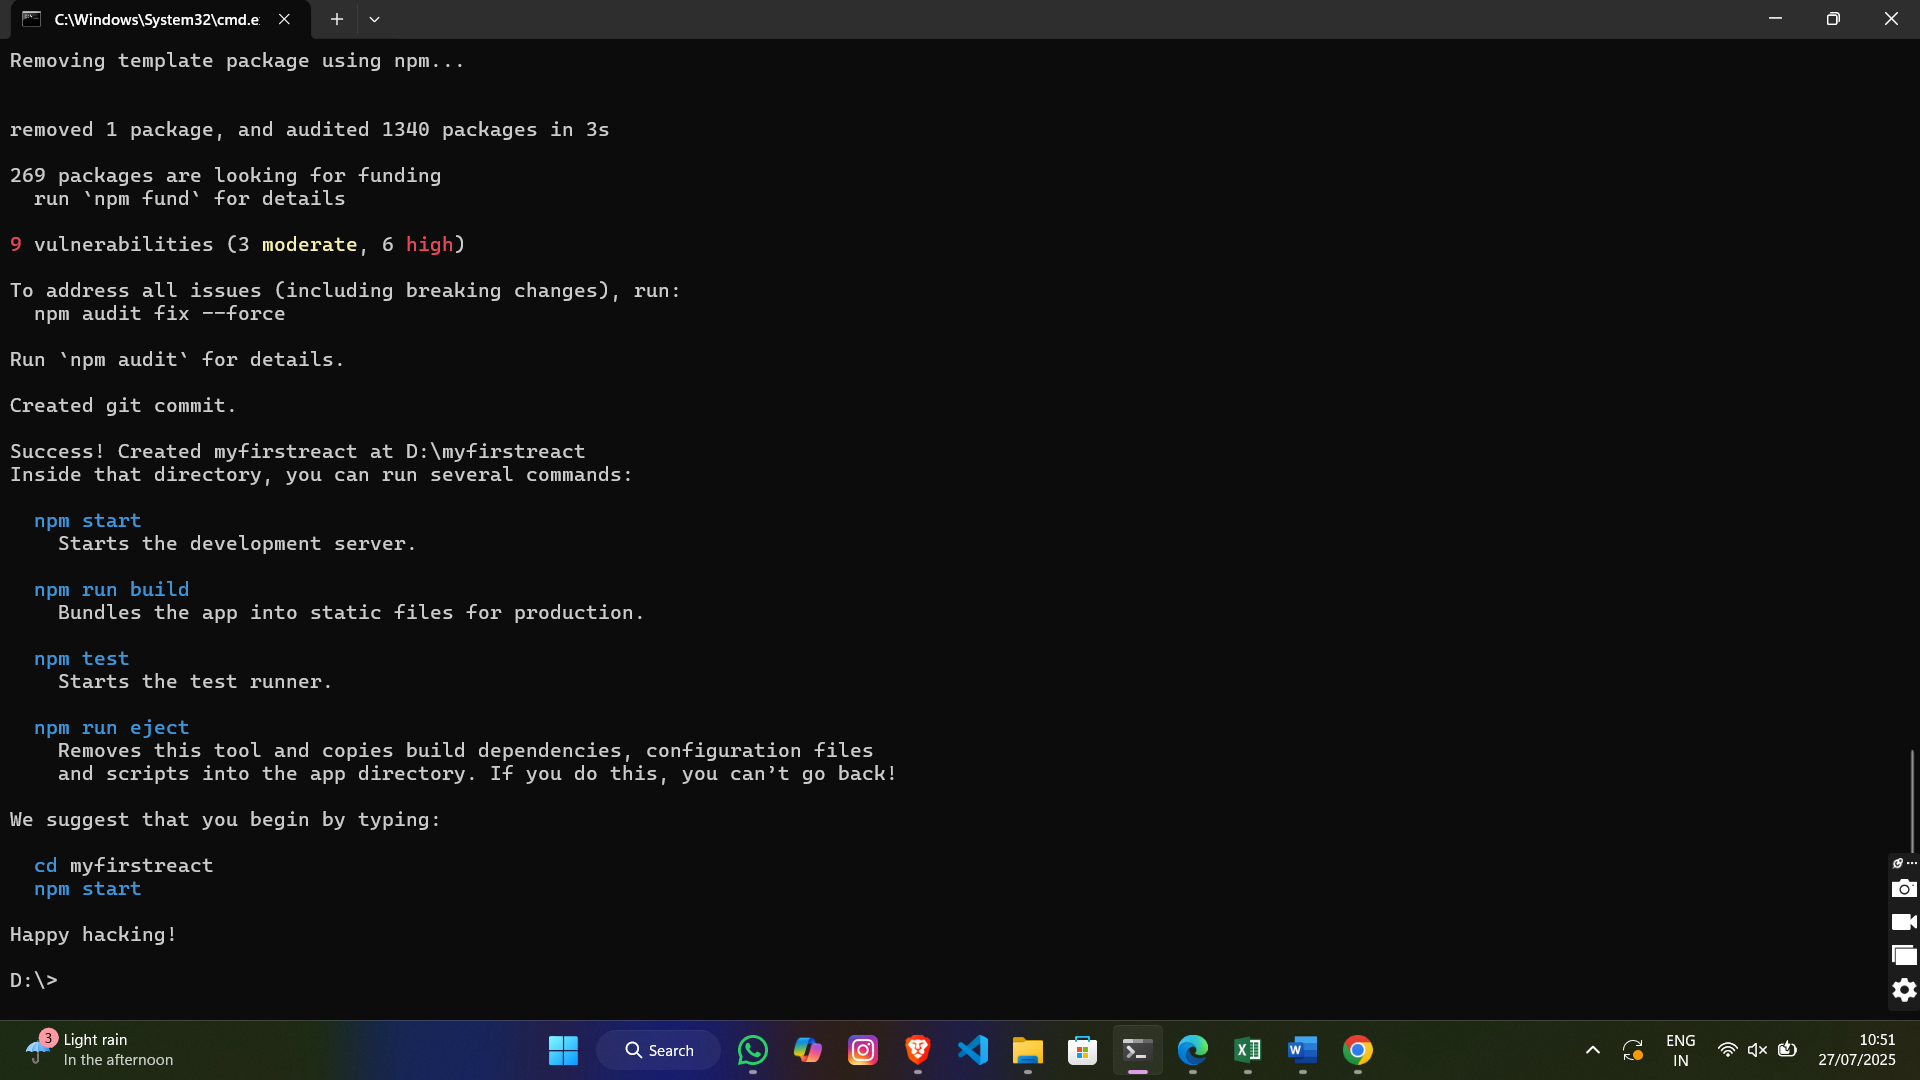 C:\Windows\System32\cmd.e
Removing template package using npm...
removed 1 package, and audited 1340 packages in 3s
269 packages are looking for funding
  run `npm fund` for details
9 vulnerabilities (3 moderate, 6 high)
To address all issues (including breaking changes), run:
  npm audit fix --force
Run `npm audit` for details.
Created git commit.
Success! Created myfirstreact at D:\myfirstreact
Inside that directory, you can run several commands:
  npm start
    Starts the development server.
  npm run build
    Bundles the app into static files for production.
  npm test
    Starts the test runner.
  npm run eject
    Removes this tool and copies build dependencies, configuration files
    and scripts into the app directory. If you do this, you can’t go back!
We suggest that you begin by typing:
  cd myfirstreact
  npm start
Happy hacking!
D:\>
3
Light rain
In the afternoon
Search
ENG
IN
10:51
27/07/2025